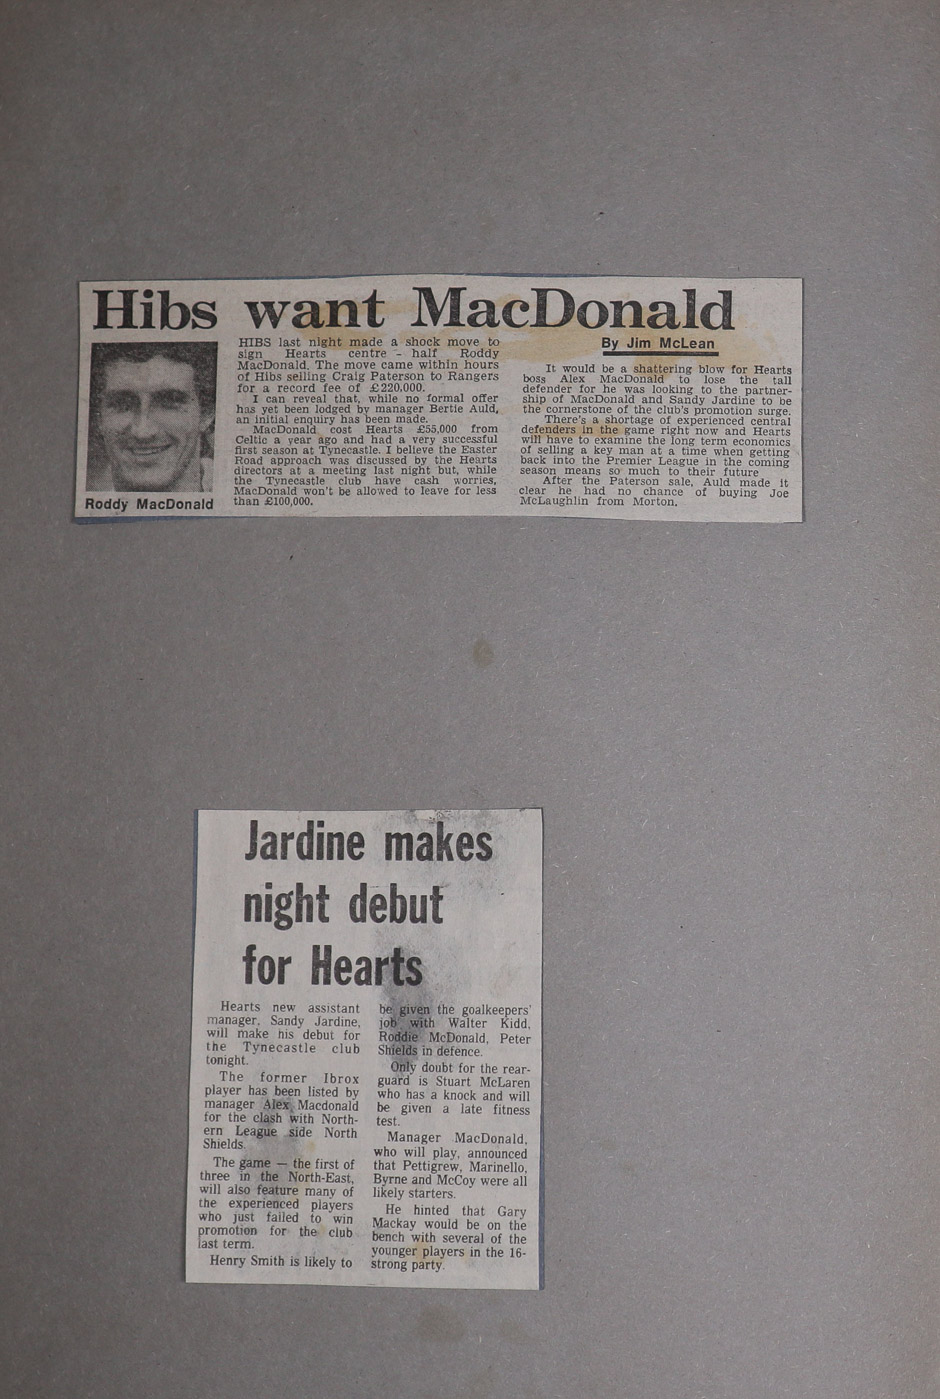 Hibs want MacDonald
Roddy MacDonald
HIBS last night made a shock move to
sign Hearts centre - half Roddy
MacDonald. The move came within hours
of Hibs selling Craig Paterson to Rangers
for a record fee of £220,000.
I can reveal that, while no formal offer
has yet been lodged by manager Bertie Auld,
an initial enquiry has been made.
MacDonald cost Hearts £55,000 from
Celtic a year ago and had a very successful
first season at Tynecastle. I believe the Easter
Road approach was discussed by the Hearts
directors at a meeting last night but, while
the Tynecastle club have cash worries,
MacDonald won't be allowed to leave for less
than £100,000.
By Jim McLean
It would be a shattering blow for Hearts
boss Alex MacDonald to lose the tall
defender for he was looking to the partner-
ship of MacDonald and Sandy Jardine to be
the cornerstone of the club's promotion surge.
There's a shortage of experienced central
defenders in the game right now and Hearts
will have to examine the long term economics
of selling a key man at a time when getting
back into the Premier League in the coming
season means so much to their future
After the Paterson sale, Auld made it
clear he had no chance of buying Joe
McLaughlin from Morton.
Jardine makes
night debut
for Hearts
Hearts new assistant
manager, Sandy Jardine,
will make his debut for
the Tynecastle club
tonight.
The former Ibrox
player has been listed by
manager Alex Macdonald
for the clash with North-
ern League side North
Shields.
The game — the first of
three in the North-East,
will also feature many of
the experienced players
who just failed to win
promotion for the club
last term.
Henry Smith is likely to
be given the goalkeepers'
job with Walter Kidd,
Roddie McDonald, Peter
Shields in defence.
Only doubt for the rear-
guard is Stuart McLaren
who has a knock and will
be given a late fitness
test.
Manager MacDonald,
who will play, announced
that Pettigrew, Marinello,
Byrne and McCoy were all
likely starters.
He hinted that Gary
Mackay would be on the
bench with several of the
younger players in the 16-
strong party.